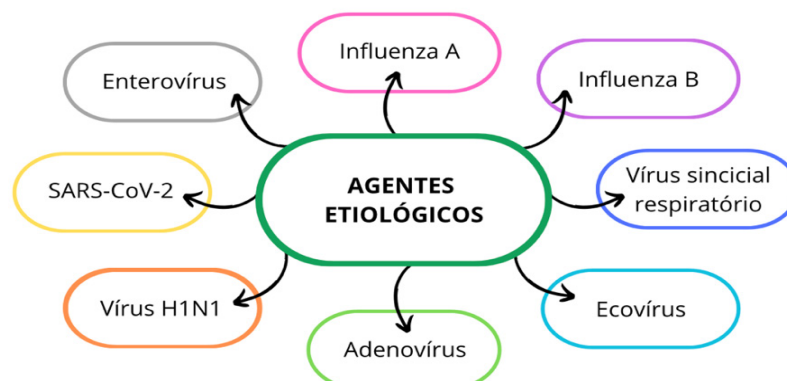 Influenza A
Enterovírus
Influenza B
SARS-CoV-2
AGENTES
ETIOLÓGICOS
Vírus sincicial
respiratório
Vírus H1N1
Ecovírus
Adenovírus